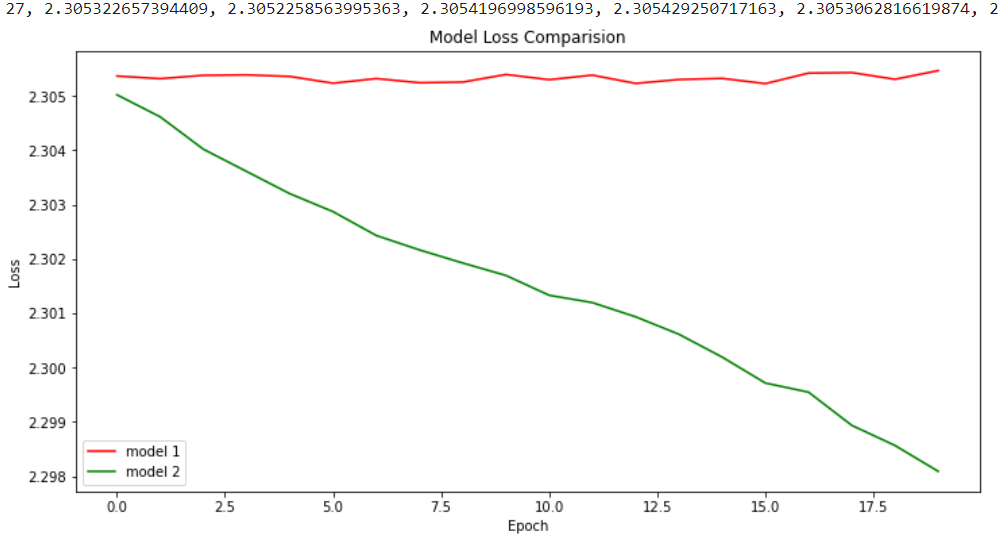 27, 2.305322657394409, 2.3052258563995363, 2.3054196998596193, 2.305429250717163, 2.3053062816619874, 2
Model Loss Comparision
2.305
2.304
2.303
2.302
2.301
2.300
2.299
2.298
Loss
model 1
model 2
0.0 2.5 5.0 7.5 10.0 12.5 15.0 17.5
Epoch